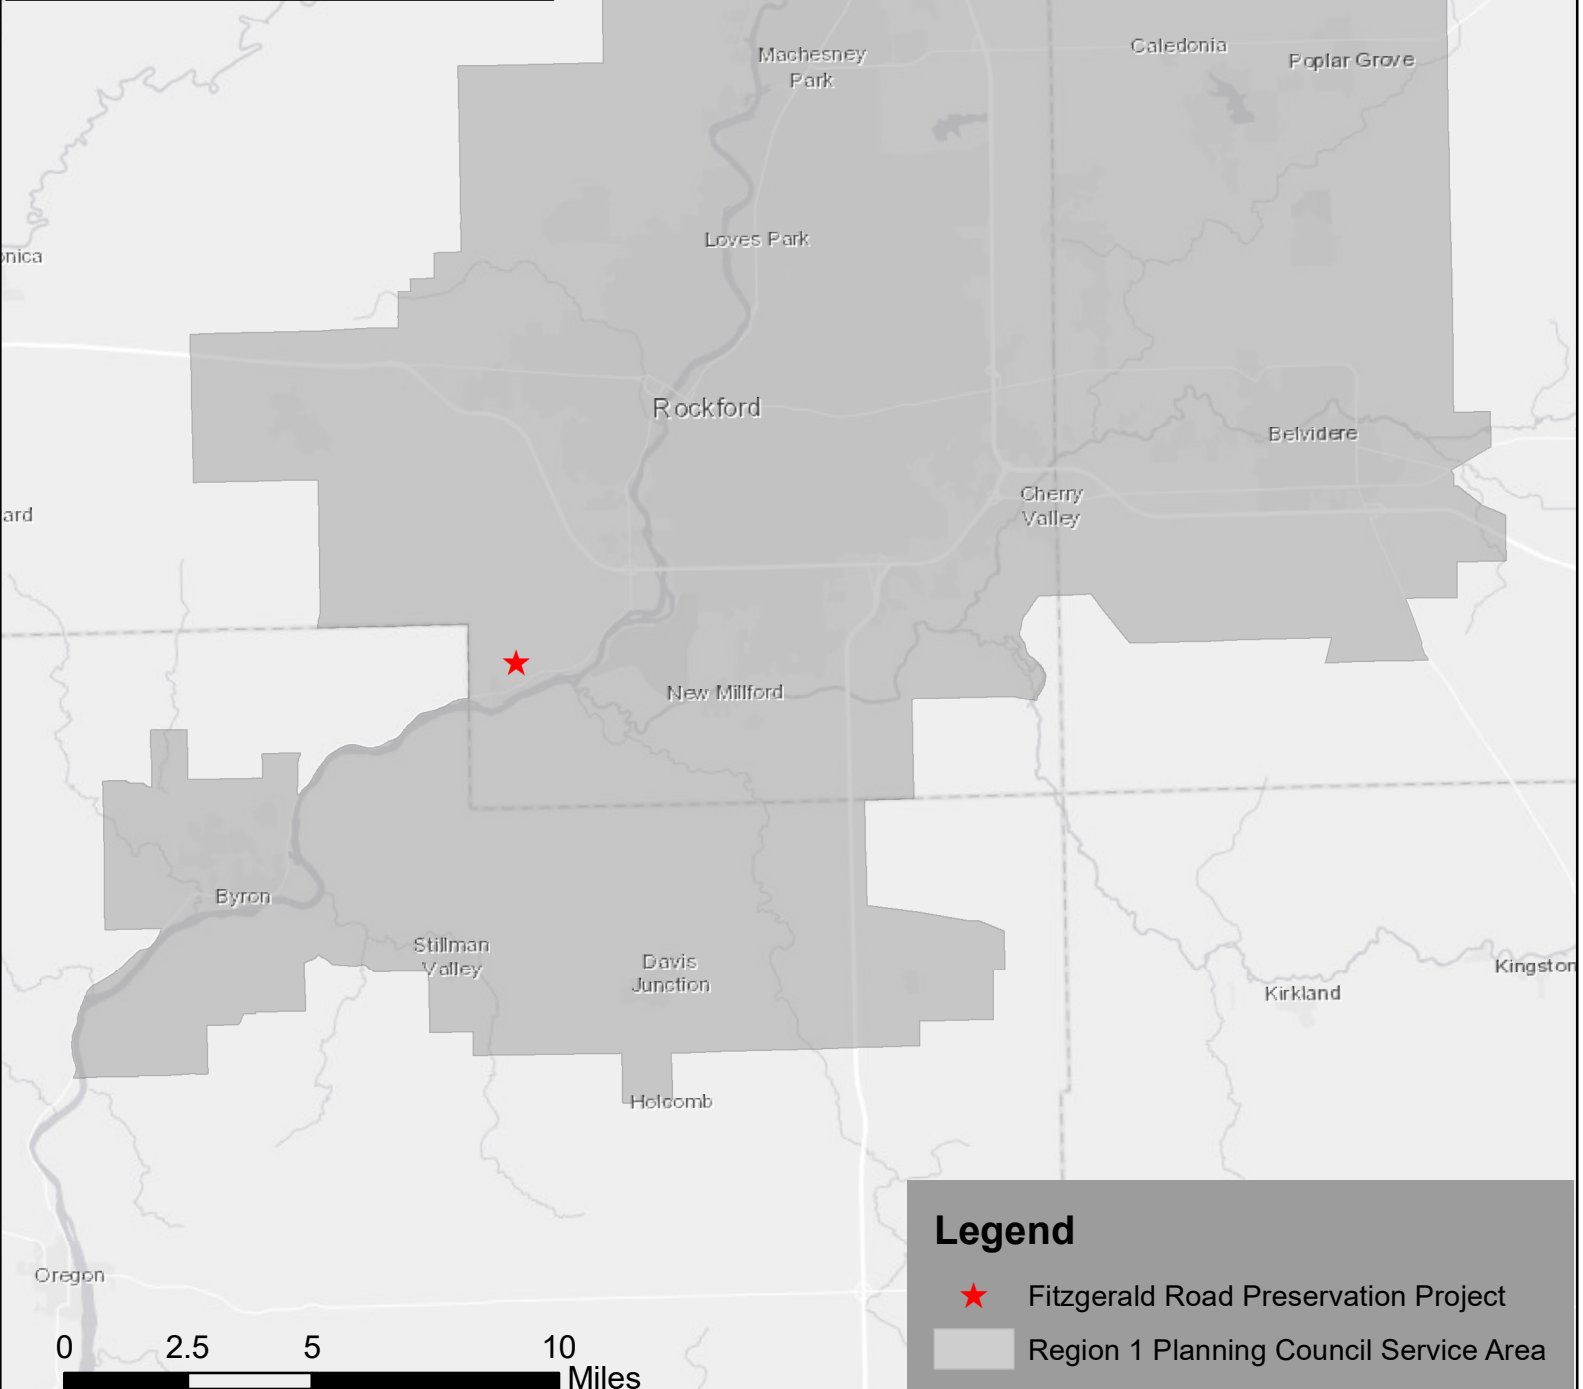 Machesney
Park
Caledonia
Poplar Grove
Loves Park
onica
Rockford
Belvidere
Cherry
Valley
ard
New Millford
Byron
Stillman
Valley
Davis
Junction
Kingston
Kirkland
Holcomb
Oregon
Legend
Fitzgerald Road Preservation Project
Region 1 Planning Council Service Area
0 2.5 5 10
Miles